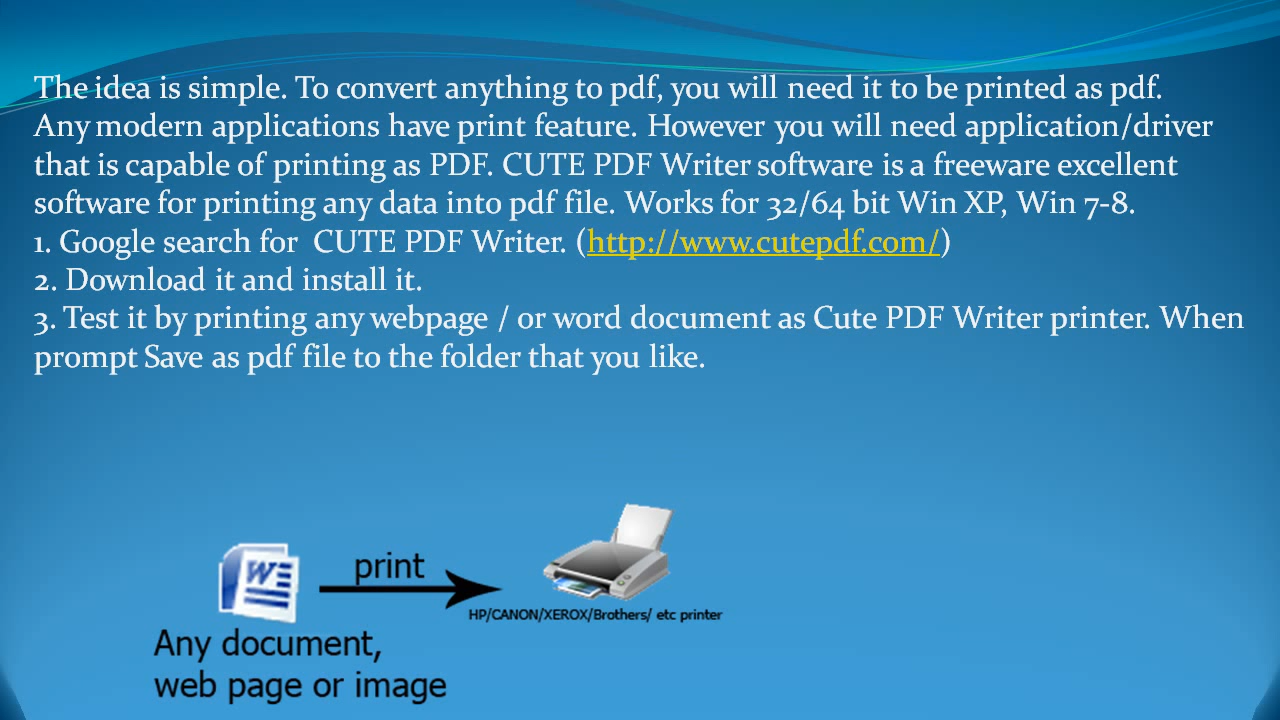 The idea is simple. To convert anything to pdf, you will need it to be printed as pdf.
Any modern applications have print feature. However you will need application/driver
that is capable of printing as PDF. CUTE PDF Writer software is a freeware excellent
software for printing any data into pdf file. Works for 32/64 bit Win XP, Win 7-8.
1. Google search for  CUTE PDF Writer. (http://www.cutepdf.com/)
2. Download it and install it.
3. Test it by printing any webpage / or word document as Cute PDF Writer printer. When
prompt Save as pdf file to the folder that you like.
W
print
HP/CANON/XEROX/Brothers/ etc printer
Any document,
web page or image